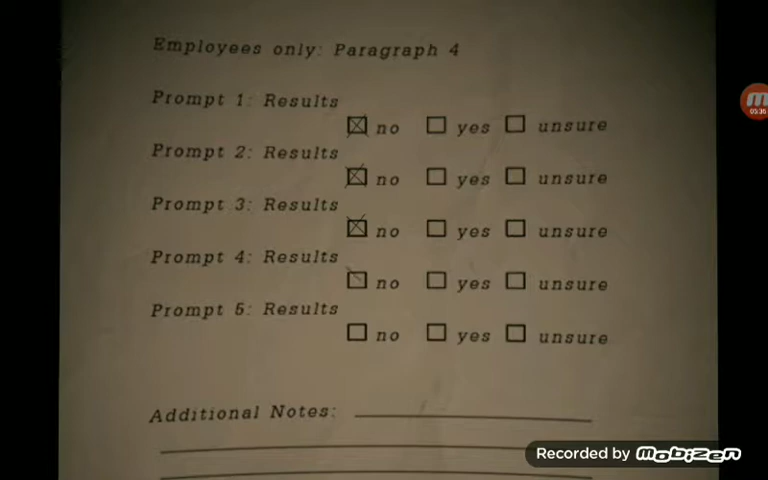 Employees only: Paragraph 4
Prompt 1: Results
no yes unsure
Prompt 2: Results
no yes unsure
Prompt 3: Results
no yes unsure
Prompt 4: Results
no yes unsure
Prompt 5: Results
no yes unsure
Additional Notes:
Recorded by mobizen